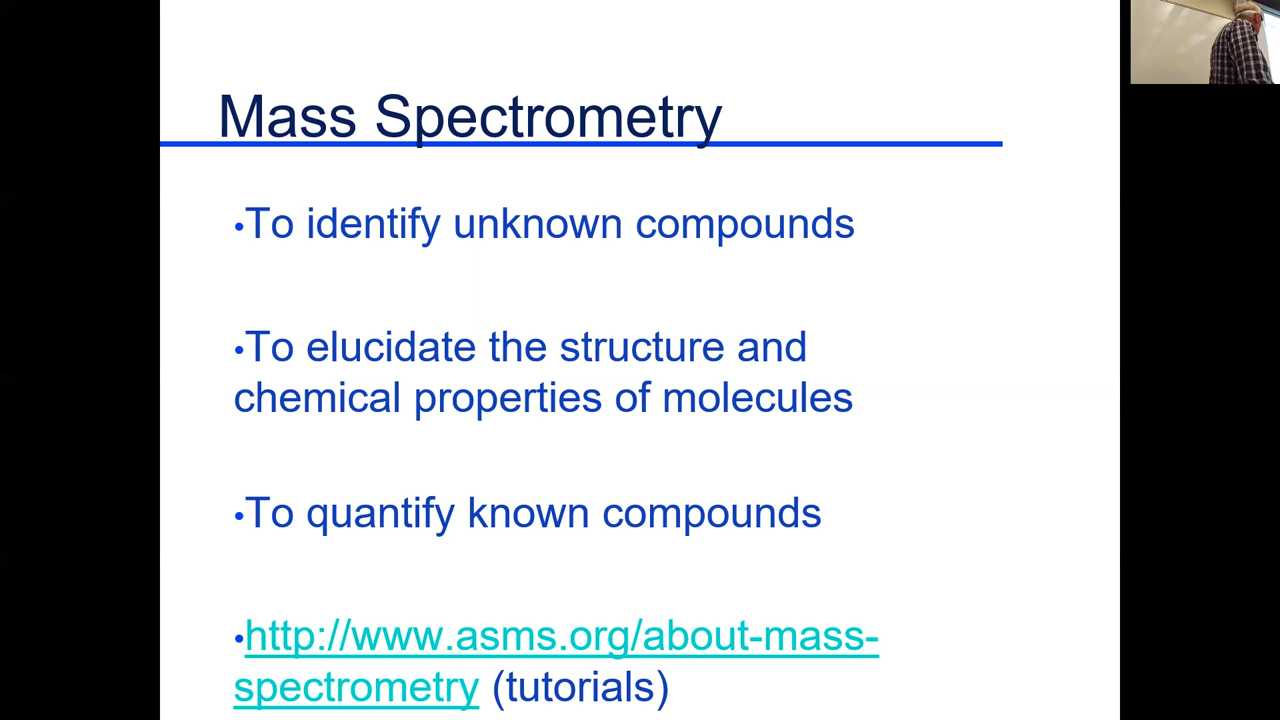 Mass Spectrometry
•To identify unknown compounds
•To elucidate the structure and
chemical properties of molecules
•To quantify known compounds
•http://www.asms.org/about-mass-
spectrometry (tutorials)